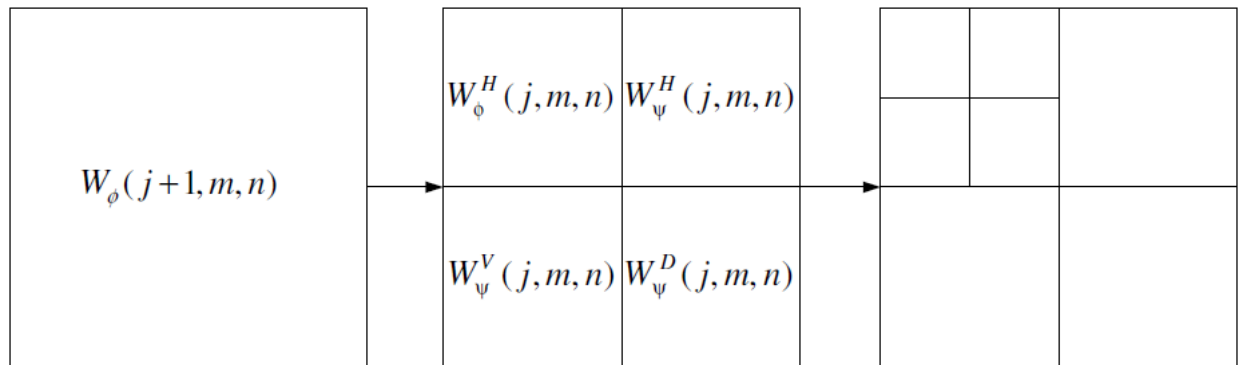 W_ϕ^H(j,m,n) W_ψ^H(j,m,n)
W_ϕ(j+1,m,n)
W_ψ^V(j,m,n) W_ψ^D(j,m,n)